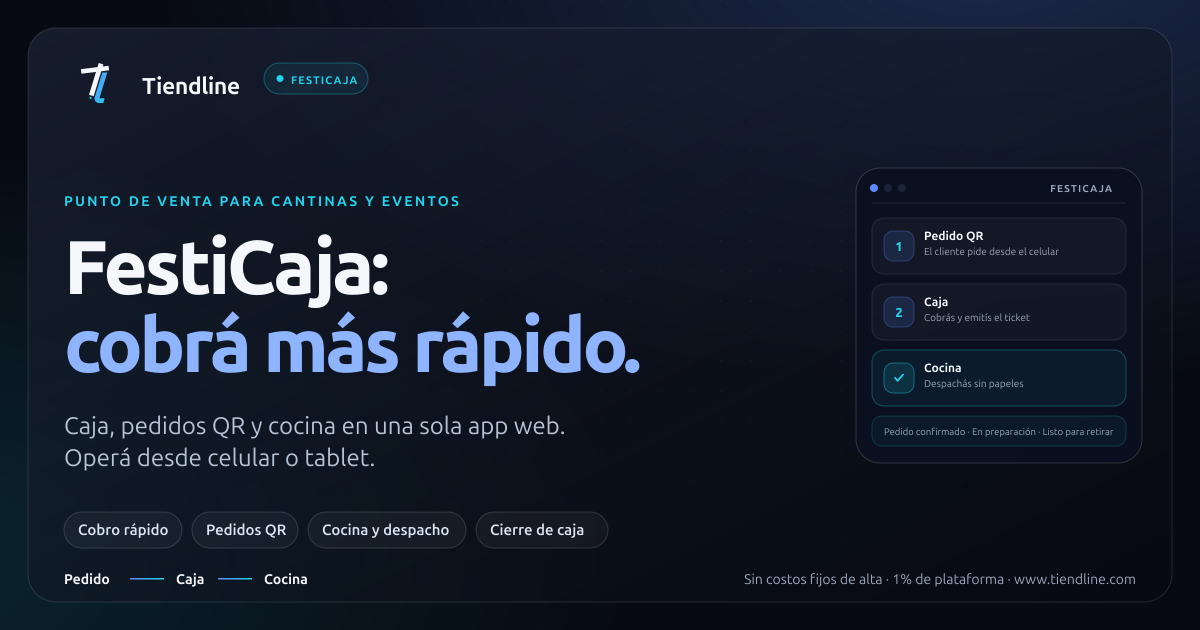 Tiendline
FESTICAJA
PUNTO DE VENTA PARA CANTINAS Y EVENTOS
FestiCaja:
cobrá más rápido.
Caja, pedidos QR y cocina en una sola app web.
Operá desde celular o tablet.
Cobro rápido
Pedidos QR
Cocina y despacho
Cierre de caja
Pedido
Caja
Cocina
FESTICAJA
1
Pedido QR
El cliente pide desde el celular
2
Caja
Cobrás y emitís el ticket
Cocina
Despachás sin papeles
Pedido confirmado · En preparación · Listo para retirar
Sin costos fijos de alta · 1% de plataforma · www.tiendline.com